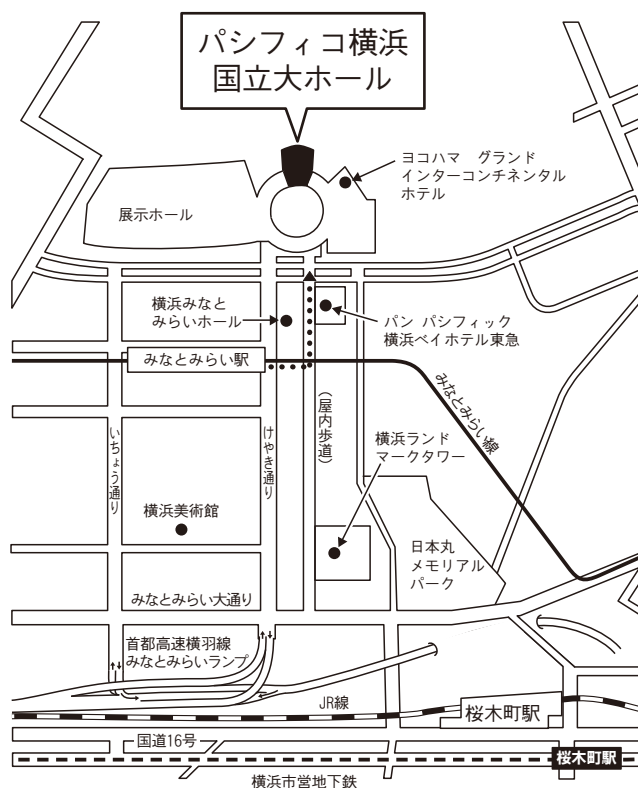 パシフィコ横浜
国立大ホール
ヨコハマ　グランド
インターコンチネンタル
ホテル
展示ホール
横浜みなと
みらいホール
パン パシフィック
横浜ベイホテル東急
みなとみらい駅
みなとみらい線
いちょう通り
けやき通り
(屋内歩道)
横浜ランド
マークタワー
横浜美術館
日本丸
メモリアル
パーク
みなとみらい大通り
首都高速横羽線
みなとみらいランプ
JR線
桜木町駅
国道16号
桜木町駅
横浜市営地下鉄